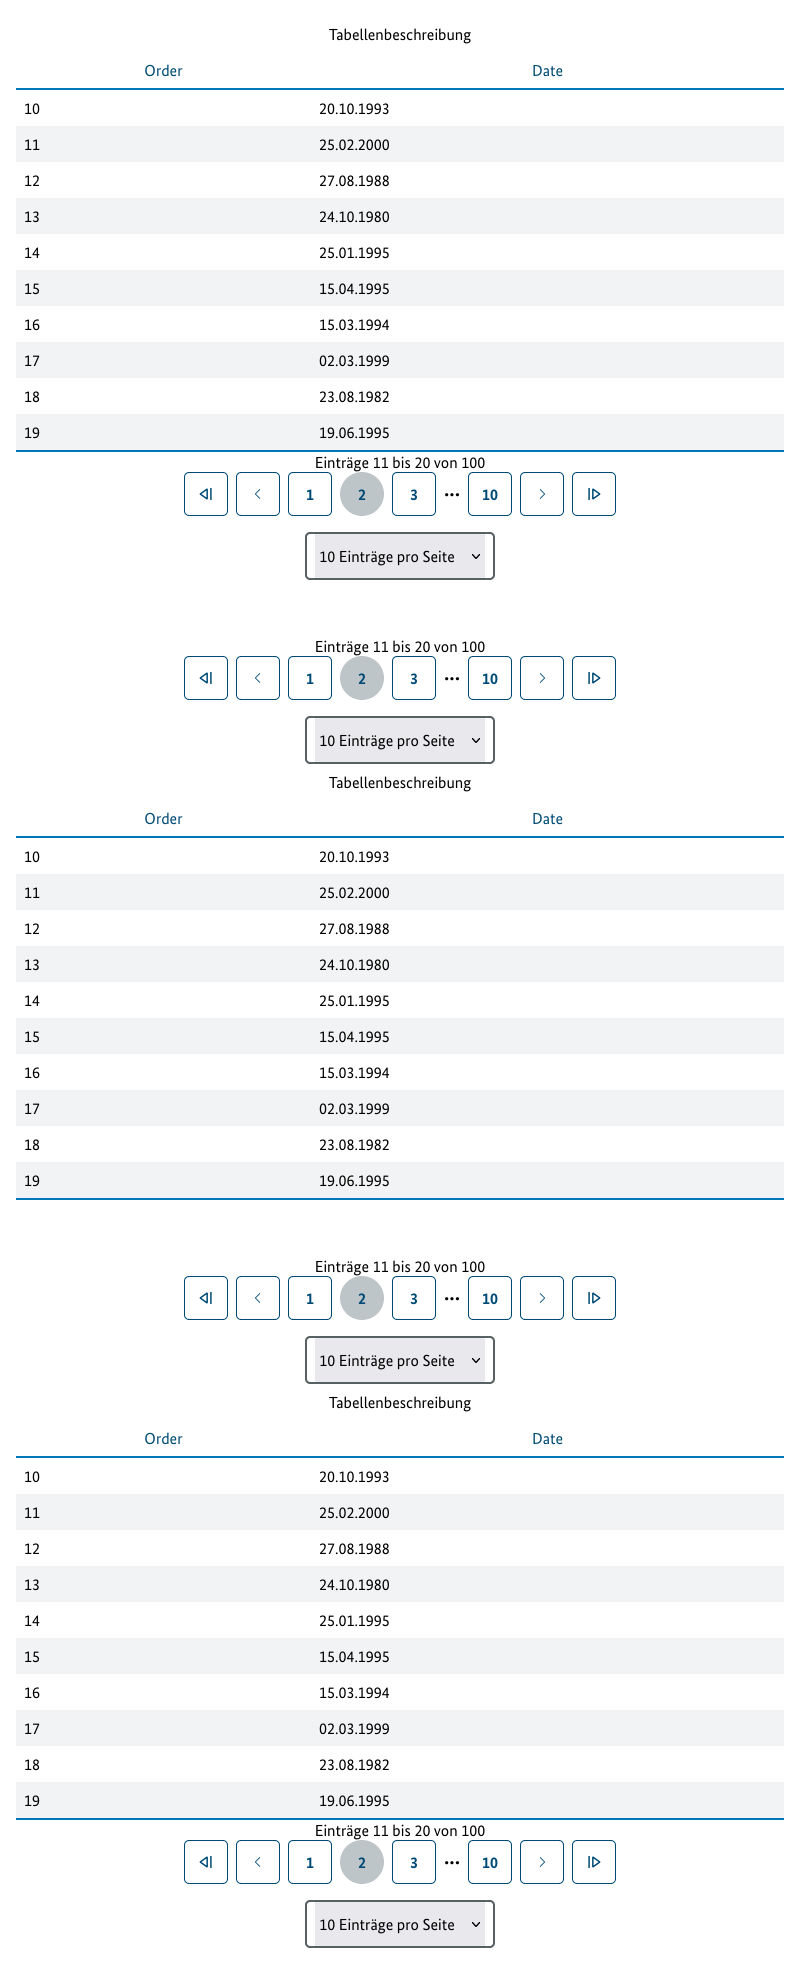 Tabellenbeschreibung
Order Date
10 20.10.1993
11 25.02.2000
12 27.08.1988
13 24.10.1980
14 25.01.1995
15 15.04.1995
16 15.03.1994
17 02.03.1999
18 23.08.1982
19 19.06.1995
Einträge 11 bis 20 von 100
1 2 3 ··· 10
10 Einträge pro Seite
Einträge 11 bis 20 von 100
1 2 3 ··· 10
10 Einträge pro Seite
Tabellenbeschreibung
Order Date
10 20.10.1993
11 25.02.2000
12 27.08.1988
13 24.10.1980
14 25.01.1995
15 15.04.1995
16 15.03.1994
17 02.03.1999
18 23.08.1982
19 19.06.1995
Einträge 11 bis 20 von 100
1 2 3 ··· 10
10 Einträge pro Seite
Tabellenbeschreibung
Order Date
10 20.10.1993
11 25.02.2000
12 27.08.1988
13 24.10.1980
14 25.01.1995
15 15.04.1995
16 15.03.1994
17 02.03.1999
18 23.08.1982
19 19.06.1995
Einträge 11 bis 20 von 100
1 2 3 ··· 10
10 Einträge pro Seite